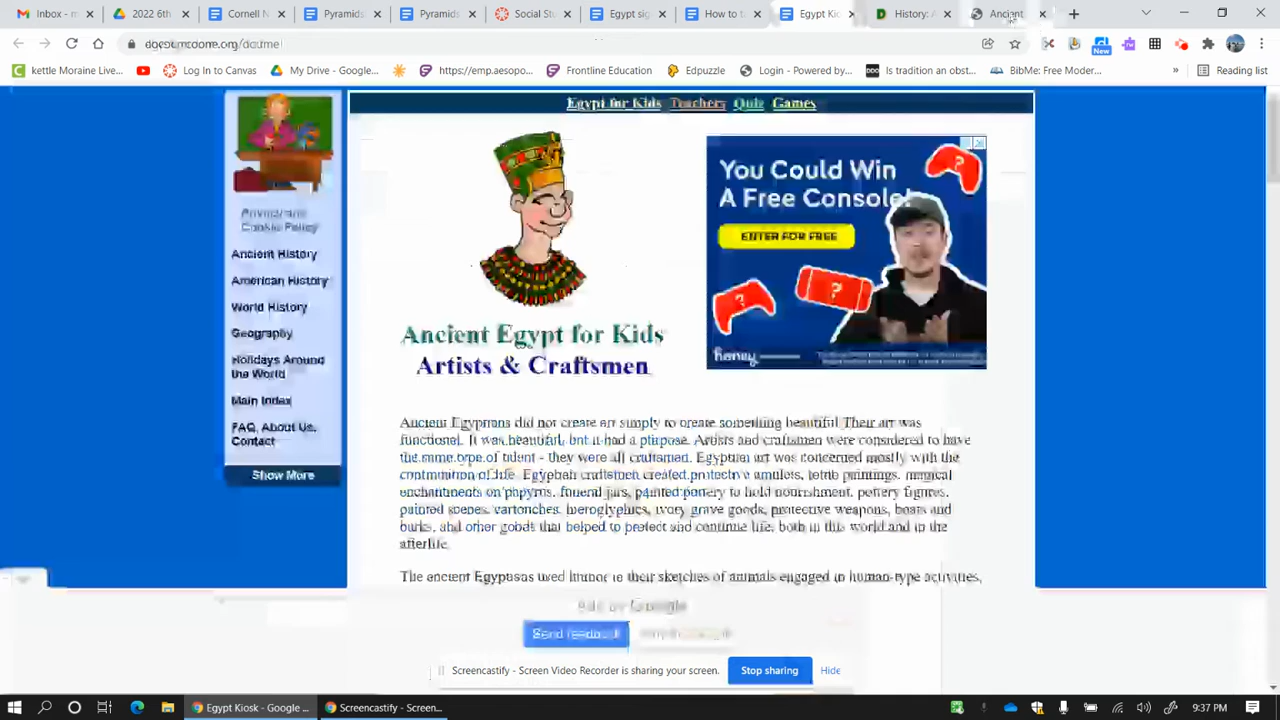 Inbox - m
2022 6th
Cornell N
Pyramids
Pyramids
Social Stu
Egypt sig
How to ta
Egypt Kio
History: A
Ancient
kettle Moraine Live...
Log In to Canvas
My Drive - Google...
https://emp.aesopo...
Frontline Education
Edpuzzle
Login - Powered by...
Is tradition an obst...
BibMe: Free Moder...
»
Reading list
New
Egypt for Kids Teachers Quiz Games
Privacy and
Cookie Policy
Ancient History
American History
World History
Geography
Holidays Around
the World
Main Index
FAQ, About Us,
Contact
Show More
You Could Win
A Free Console!
ENTER FOR FREE
honey
Ancient Egypt for Kids
Artists & Craftsmen
Ancient Egyptians did not create art simply to create something beautiful Their art was
functional. It was beautiful, but it had a purpose. Artists and craftsmen were considered to have
the same type of talent - they were all craftsmen. Egyptian art was concerned mostly with the
continuation of life. Egyptian craftsmen created protective amulets, tomb paintings, magical
enchantments on papyrus, funeral jars, painted pottery to hold nourishment, pottery figures,
painted scenes, cartouches, hieroglyphics, ivory grave goods, protective weapons, boats and
barks, and other goods that helped to protect and continue life, both in this world and in the
afterlife.
The ancient Egyptians used humor in their sketches of animals engaged in human-type activities,
Ads by Google
Send feedback
Screencastify - Screen Video Recorder is sharing your screen.
Stop sharing
Hide
Egypt Kiosk - Google ...
Screencastify - Screen...
9:37 PM